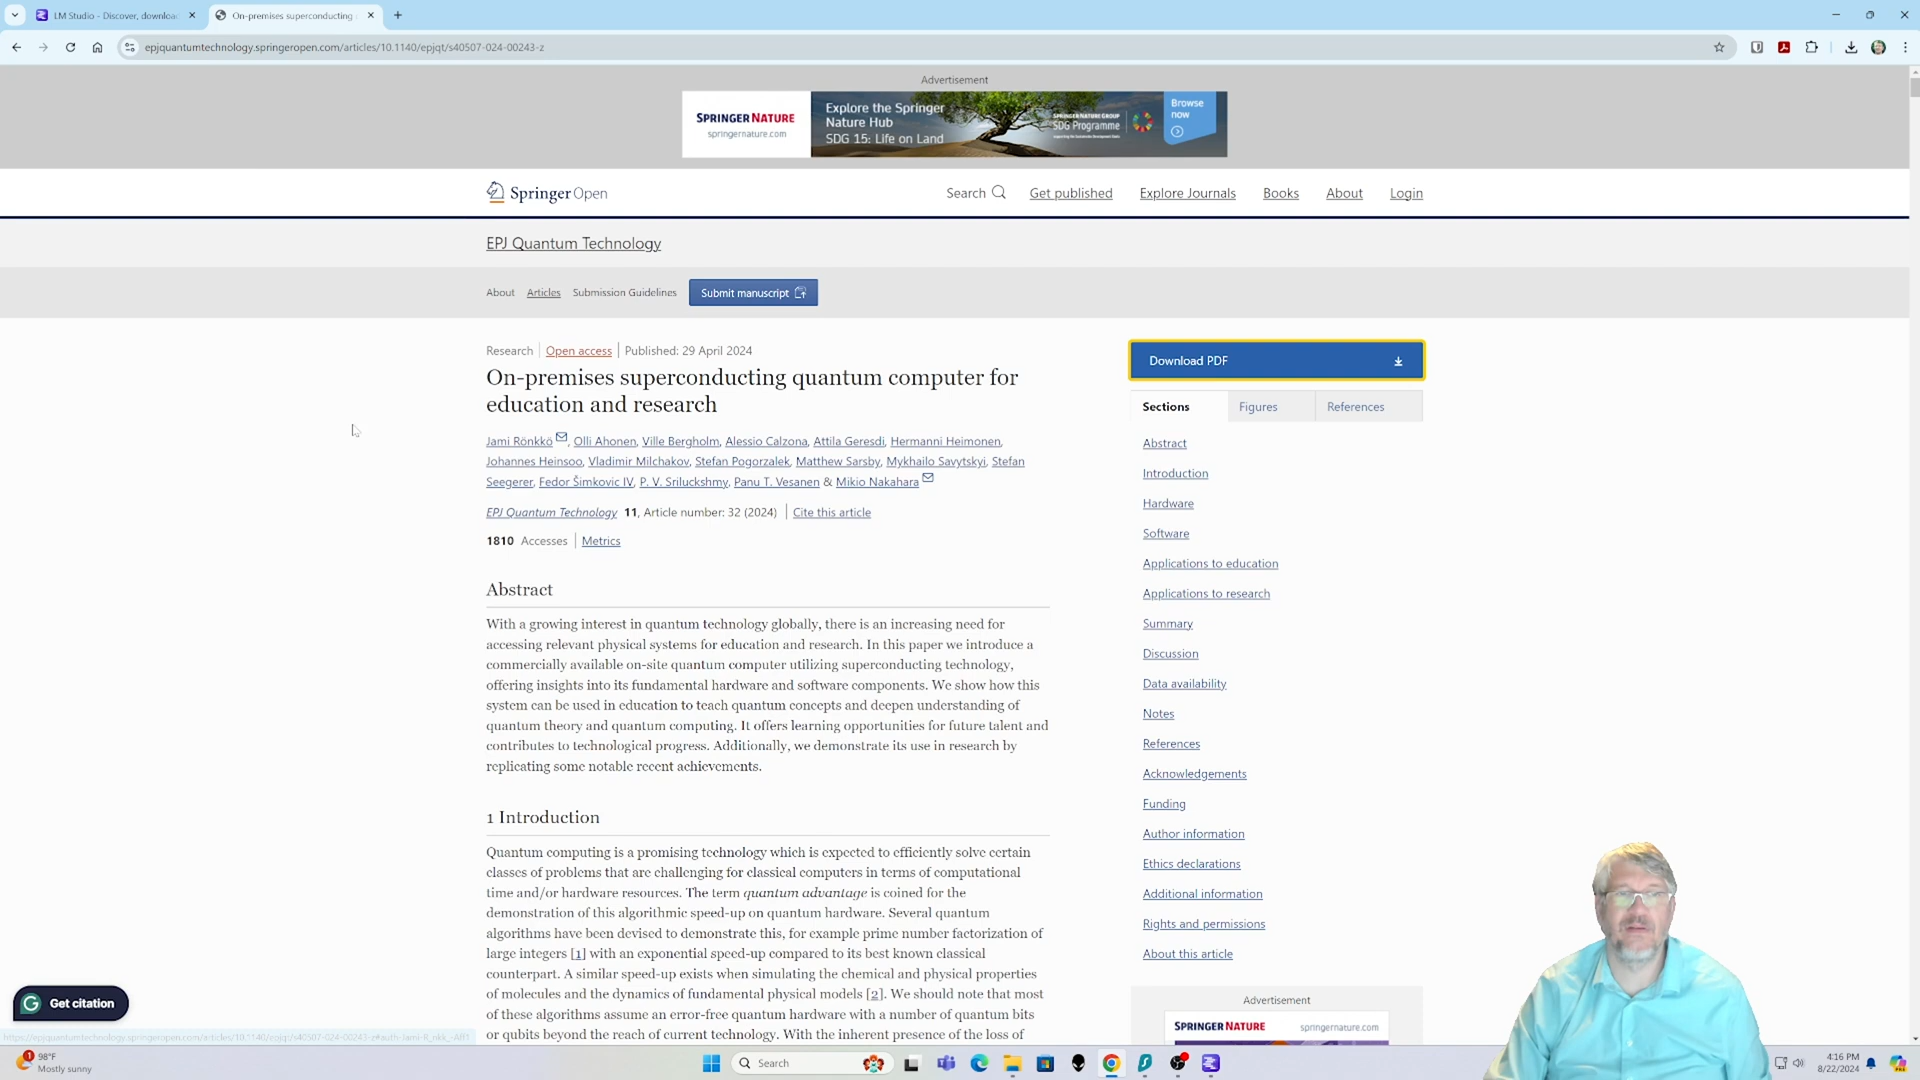 LM Studio - Discover, download
On-premises superconducting
epjquantumtechnology.springeropen.com/articles/10.1140/epjqt/s40507-024-00243-z
Advertisement
SPRINGER NATURE
springernature.com
Explore the Springer
Nature Hub
SDG 15: Life on Land
SPRINGER NATURE GROUP
SDG Programme
Browse
now
Springer Open
Search
Get published
Explore Journals
Books
About
Login
EPJ Quantum Technology
About
Articles
Submission Guidelines
Submit manuscript
Research
Open access
Published: 29 April 2024
On-premises superconducting quantum computer for
education and research
Jami Rönkkö, Olli Ahonen, Ville Bergholm, Alessio Calzona, Attila Geresdi, Hermanni Heimonen,
Johannes Heinsoo, Vladimir Milchakov, Stefan Pogorzalek, Matthew Sarsby, Mykhailo Savytskyi, Stefan
Seegerer, Fedor Šimkovic IV, P. V. Sriluckshmy, Panu T. Vesanen & Mikio Nakahara
EPJ Quantum Technology 11, Article number: 32 (2024)
Cite this article
1810 Accesses
Metrics
Abstract
With a growing interest in quantum technology globally, there is an increasing need for
accessing relevant physical systems for education and research. In this paper we introduce a
commercially available on-site quantum computer utilizing superconducting technology,
offering insights into its fundamental hardware and software components. We show how this
system can be used in education to teach quantum concepts and deepen understanding of
quantum theory and quantum computing. It offers learning opportunities for future talent and
contributes to technological progress. Additionally, we demonstrate its use in research by
replicating some notable recent achievements.
1 Introduction
Quantum computing is a promising technology which is expected to efficiently solve certain
classes of problems that are challenging for classical computers in terms of computational
time and/or hardware resources. The term quantum advantage is coined for the
demonstration of this algorithmic speed-up on quantum hardware. Several quantum
algorithms have been devised to demonstrate this, for example prime number factorization of
large integers [1] with an exponential speed-up compared to its best known classical
counterpart. A similar speed-up exists when simulating the chemical and physical properties
of molecules and the dynamics of fundamental physical models [2]. We should note that most
of these algorithms assume an error-free quantum hardware with a number of quantum bits
or qubits beyond the reach of current technology. With the inherent presence of the loss of
Download PDF
Sections
Figures
References
Abstract
Introduction
Hardware
Software
Applications to education
Applications to research
Summary
Discussion
Data availability
Notes
References
Acknowledgements
Funding
Author information
Ethics declarations
Additional information
Rights and permissions
About this article
Advertisement
SPRINGER NATURE
springernature.com
Get citation
1
98°F
Mostly sunny
Search
4:16 PM
8/22/2024